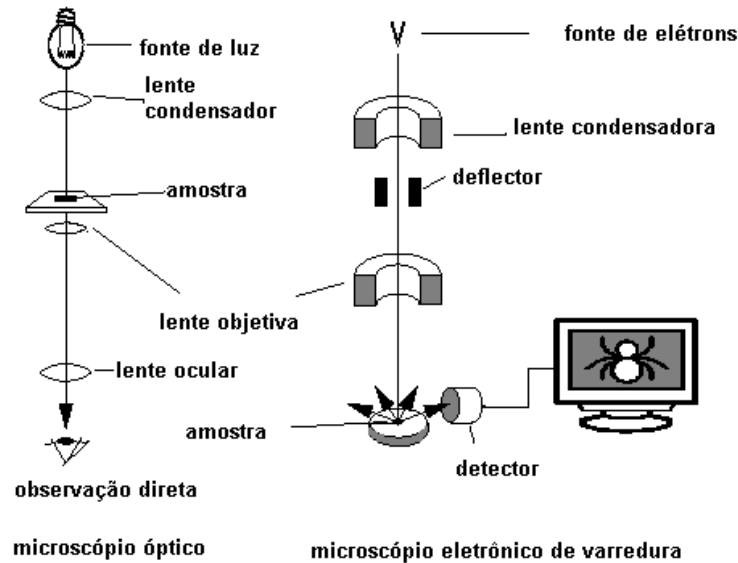 fonte de luz
lente
condensador
amostra
lente objetiva
lente ocular
observação direta
microscópio óptico
fonte de elétrons
lente condensadora
deflector
amostra
detector
microscópio eletrônico de varredura